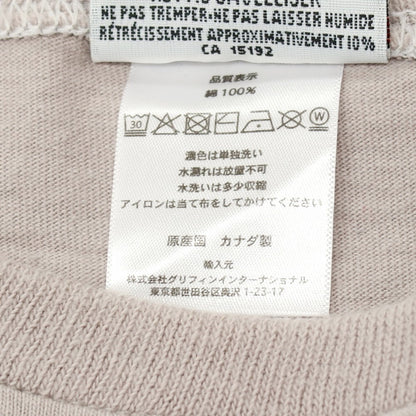 NE PAS TREMPER•NE PAS LAISSER HUMIDE
RÉTRÉCISSEMENT APPROXIMATIVEMENT 10%
CA 15192
品質表示
綿 100%
30
W
濃色は単独洗い
水濡れは放置不可
水洗いは多少収縮
アイロンは当て布をしてかけてください
原産国 カナダ製
輸入元
株式会社グリフィンインターナショナル
東京都世田谷区奥沢 1-23-17